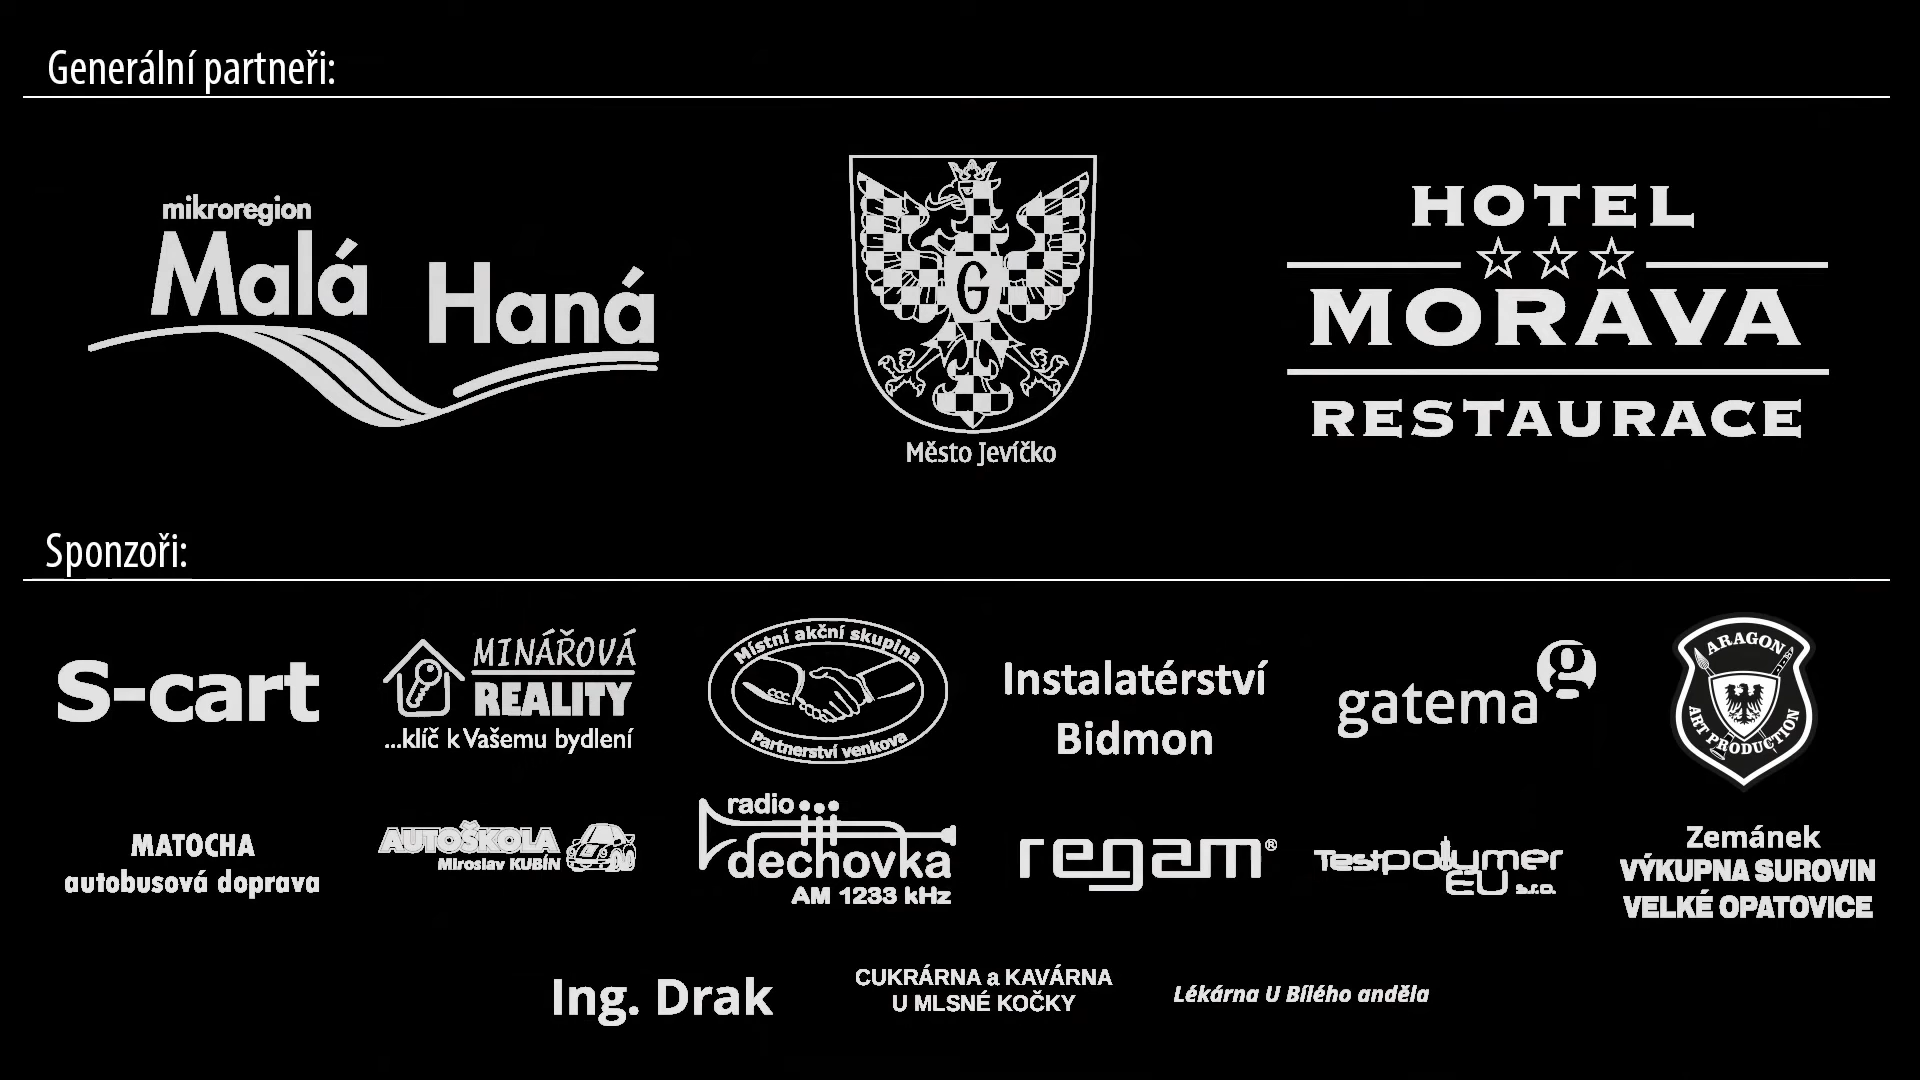 Generální partneři:
mikroregion
Malá Haná
G
Město Jevíčko
HOTEL
MORAVA
RESTAURACE
Sponzoři:
S-cart
MINÁŘOVÁ
REALITY
...klíč k Vašemu bydlení
Místní akční skupina
Partnerství venkova
Instalatérství
Bidmon
gatema
g
ARAGON
ART PRODUCTION
MATOCHA
autobusová doprava
AUTOŠKOLA
Miroslav KUBÍN
radio
dechovka
AM 1233 kHz
regam®
Testpolymer
EU s.r.o.
Zemánek
VÝKUPNA SUROVIN
VELKÉ OPATOVICE
Ing. Drak
CUKRÁRNA a KAVÁRNA
U MLSNÉ KOČKY
Lékárna U Bílého anděla